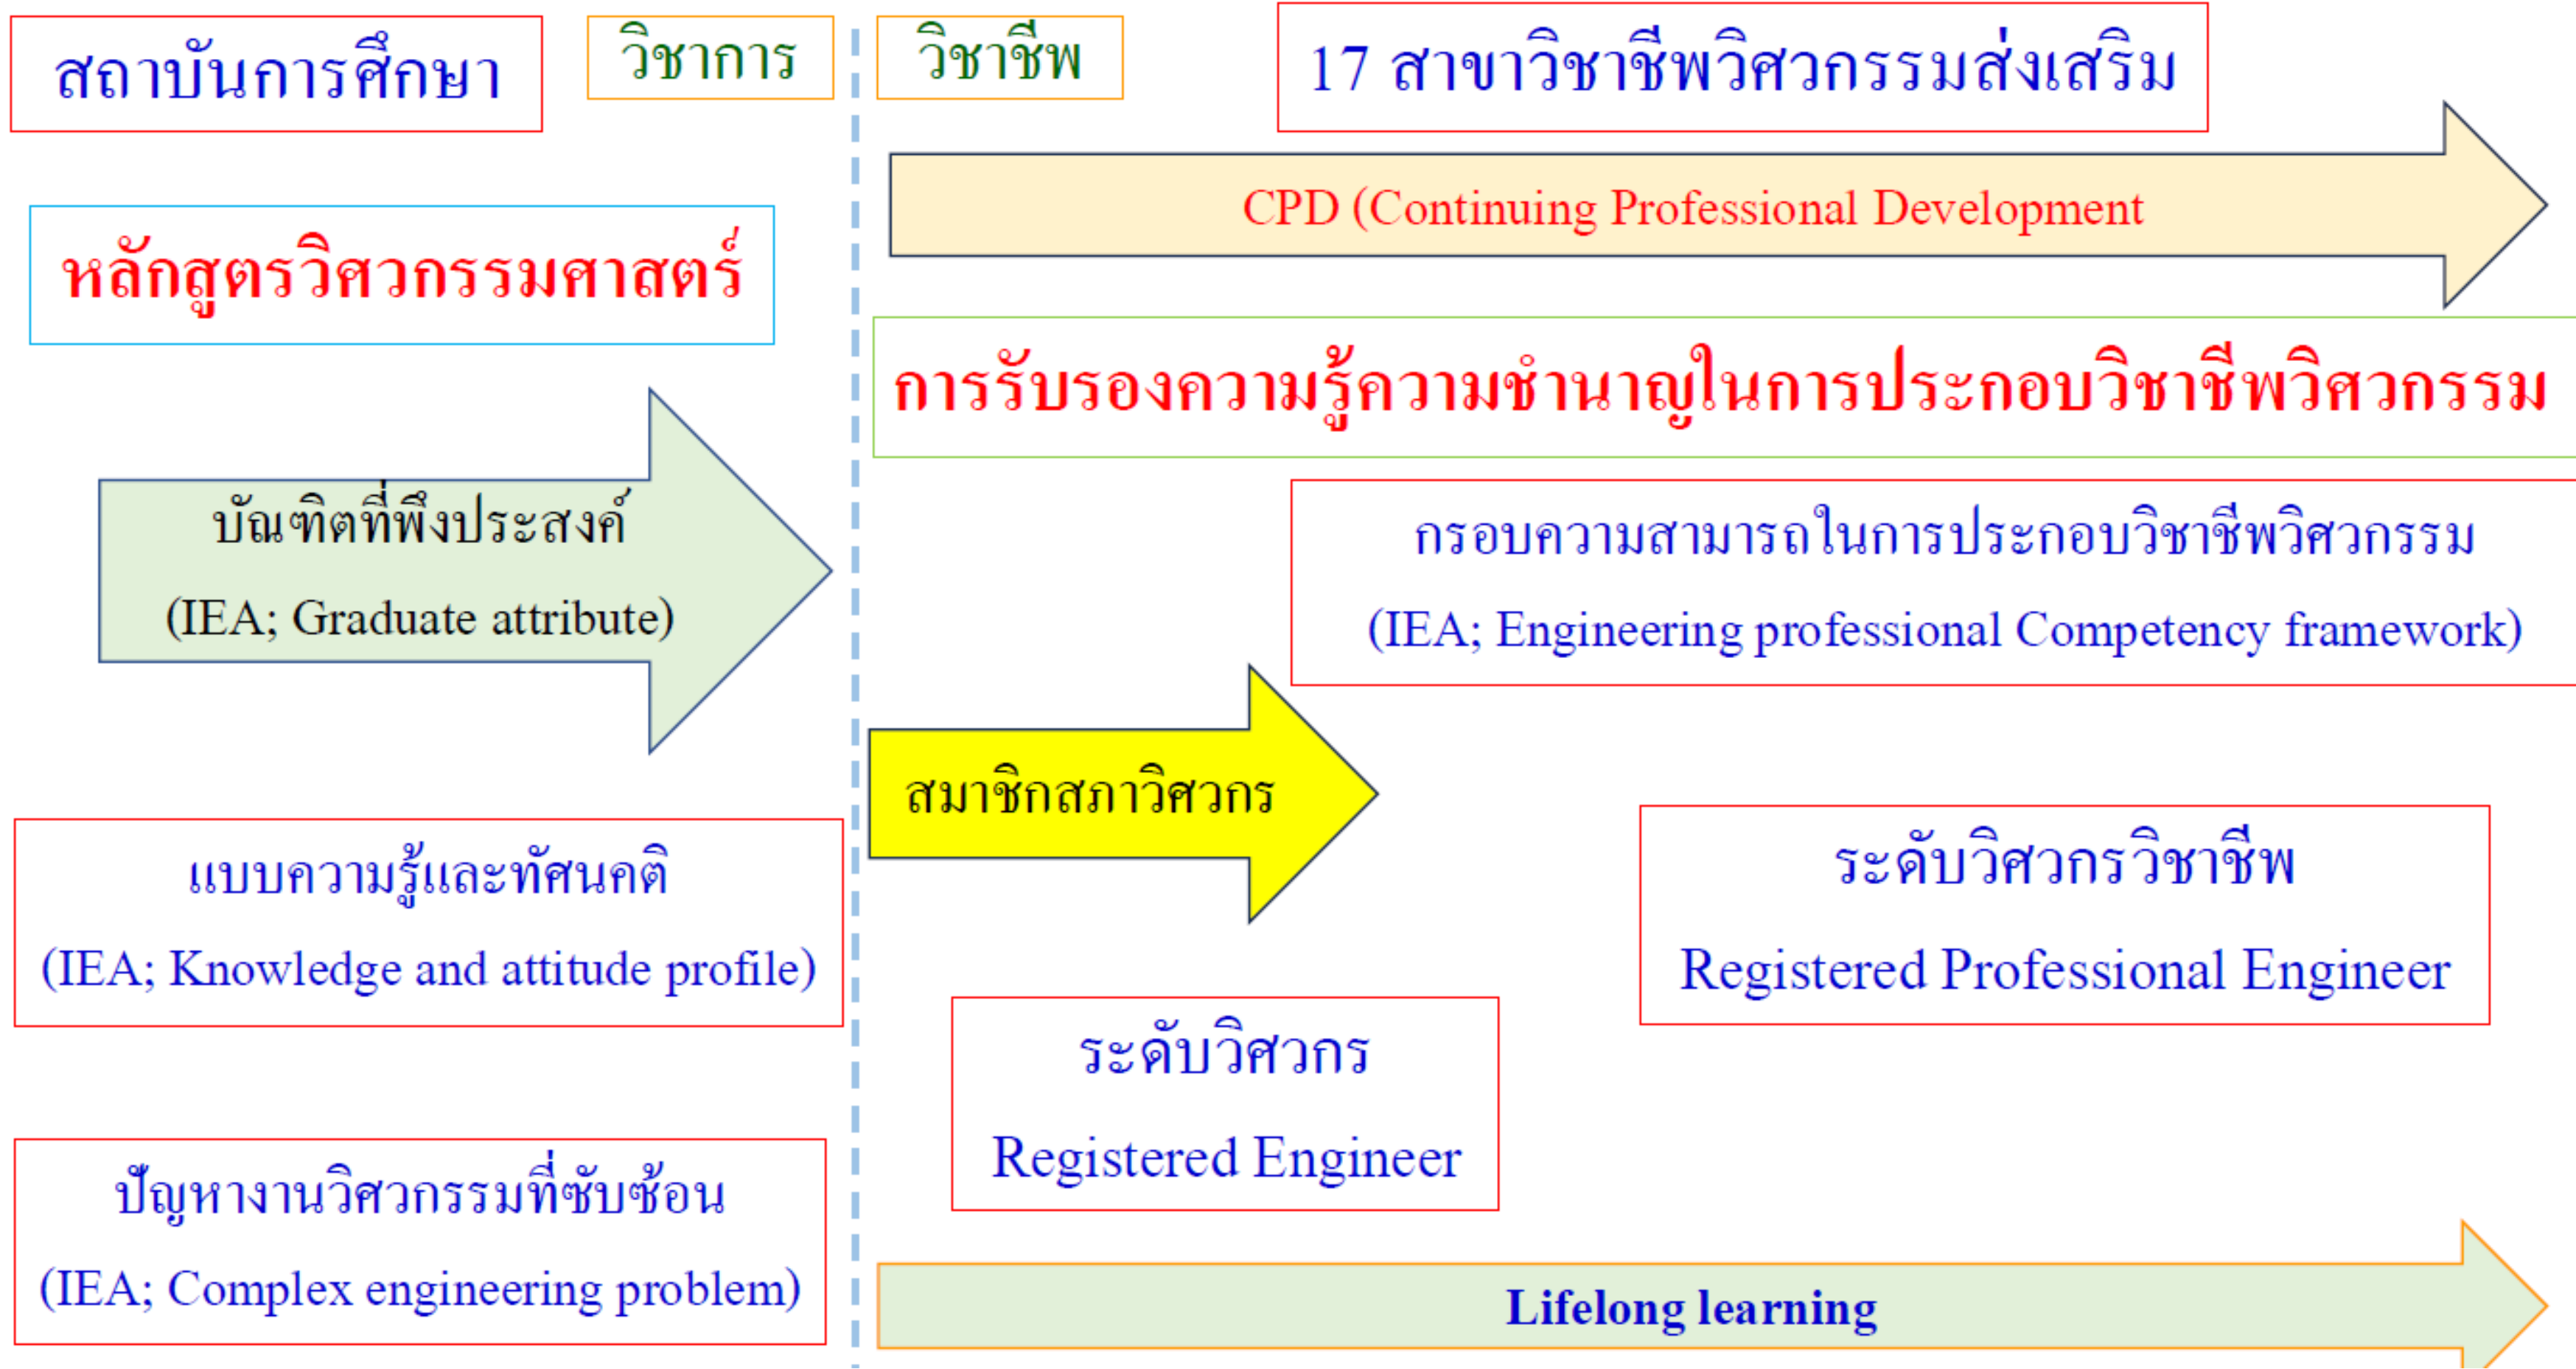 สถาบันการศึกษา
วิชาการ
วิชาชีพ
17 สาขาวิชาชีพวิศวกรรมส่งเสริม
CPD (Continuing Professional Development
หลักสูตรวิศวกรรมศาสตร์
การรับรองความรู้ความชำนาญในการประกอบวิชาชีพวิศวกรรม
บัณฑิตที่พึงประสงค์
(IEA; Graduate attribute)
กรอบความสามารถในการประกอบวิชาชีพวิศวกรรม
(IEA; Engineering professional Competency framework)
สมาชิกสภาวิศวกร
แบบความรู้และทัศนคติ
(IEA; Knowledge and attitude profile)
ระดับวิศวกรวิชาชีพ
Registered Professional Engineer
ระดับวิศวกร
Registered Engineer
ปัญหางานวิศวกรรมที่ซับซ้อน
(IEA; Complex engineering problem)
Lifelong learning